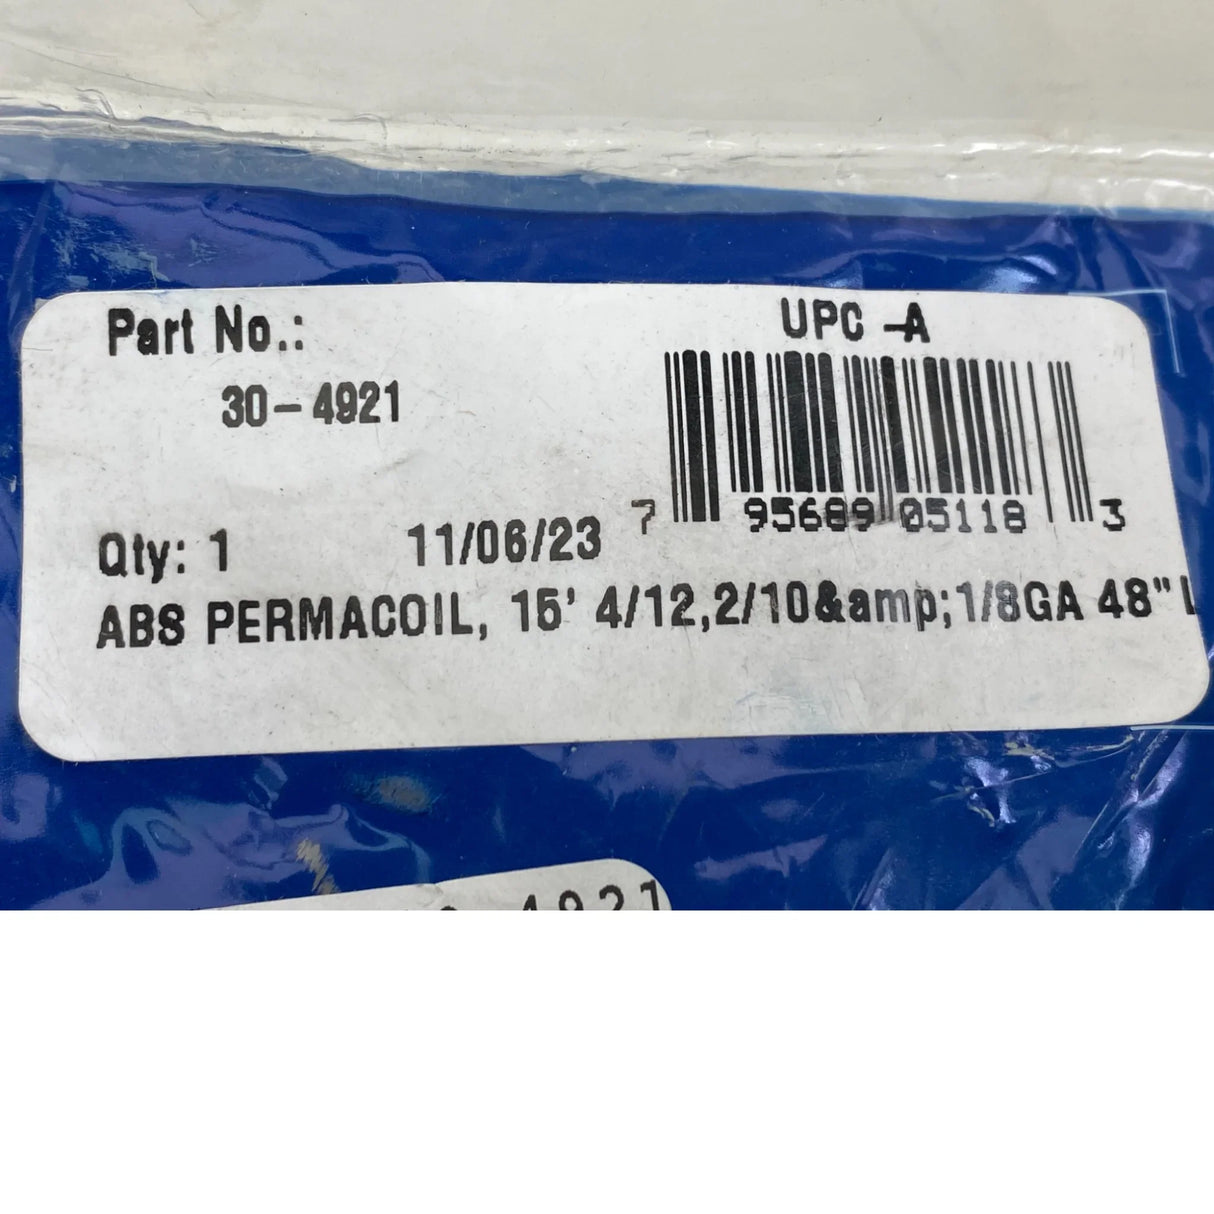 Part No.:
UPC -A
30-4921
7 95689 05118 3
Qty: 1 11/06/23
ABS PERMACOIL, 15' 4/12,2/10&amp;1/8GA 48"
4921